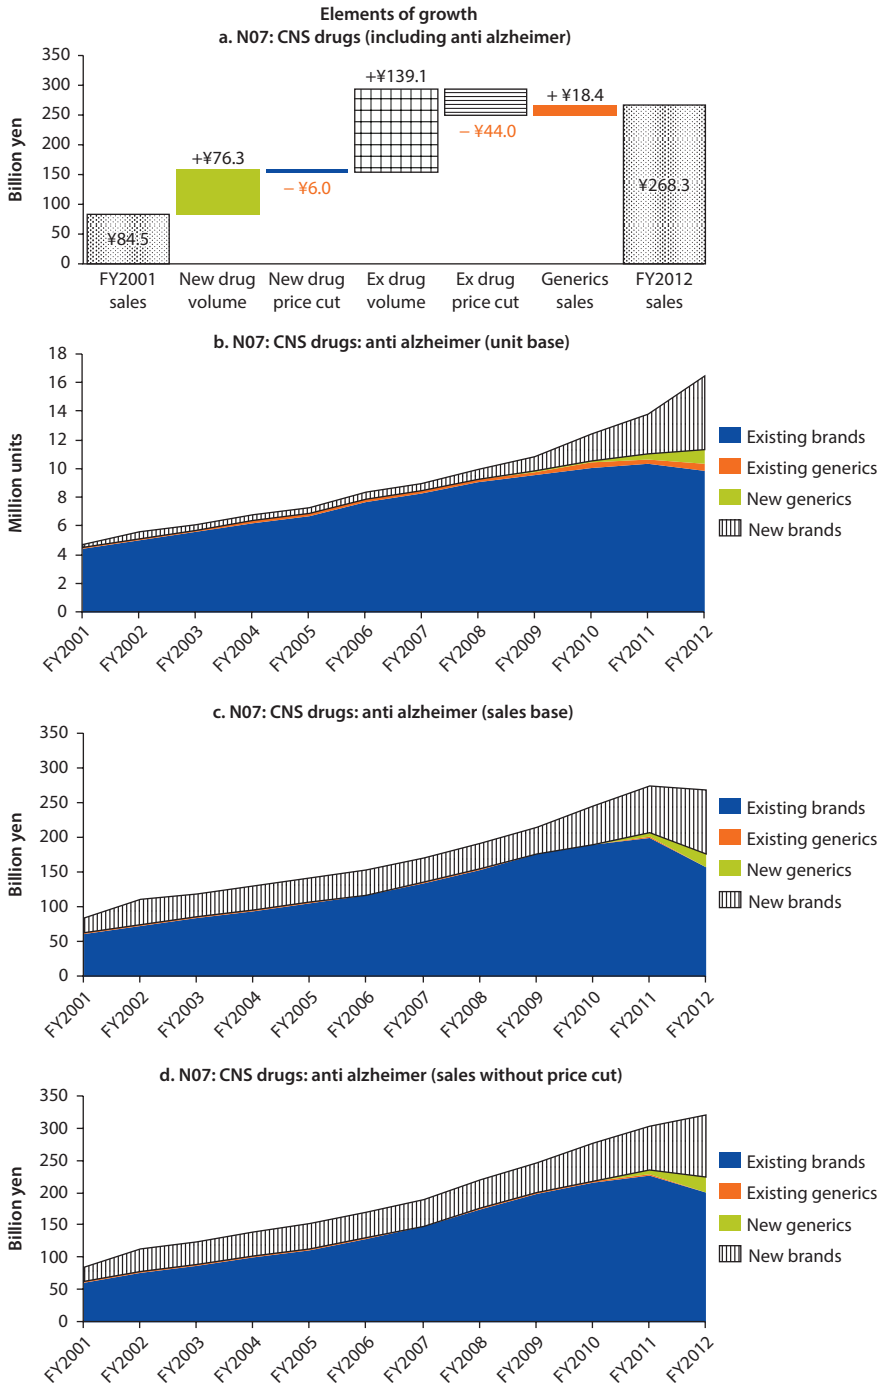 Elements of growth
a. N07: CNS drugs (including anti alzheimer)
350
300
250
200
150
100
50
0
Billion yen
¥84.5
+¥76.3
– ¥6.0
+¥139.1
– ¥44.0
+ ¥18.4
¥268.3
FY2001 sales
New drug volume
New drug price cut
Ex drug volume
Ex drug price cut
Generics sales
FY2012 sales
b. N07: CNS drugs: anti alzheimer (unit base)
18
16
14
12
10
8
6
4
2
0
Million units
FY2001
FY2002
FY2003
FY2004
FY2005
FY2006
FY2007
FY2008
FY2009
FY2010
FY2011
FY2012
Existing brands
Existing generics
New generics
New brands
c. N07: CNS drugs: anti alzheimer (sales base)
350
300
250
200
150
100
50
0
Billion yen
FY2001
FY2002
FY2003
FY2004
FY2005
FY2006
FY2007
FY2008
FY2009
FY2010
FY2011
FY2012
Existing brands
Existing generics
New generics
New brands
d. N07: CNS drugs: anti alzheimer (sales without price cut)
350
300
250
200
150
100
50
0
Billion yen
FY2001
FY2002
FY2003
FY2004
FY2005
FY2006
FY2007
FY2008
FY2009
FY2010
FY2011
FY2012
Existing brands
Existing generics
New generics
New brands